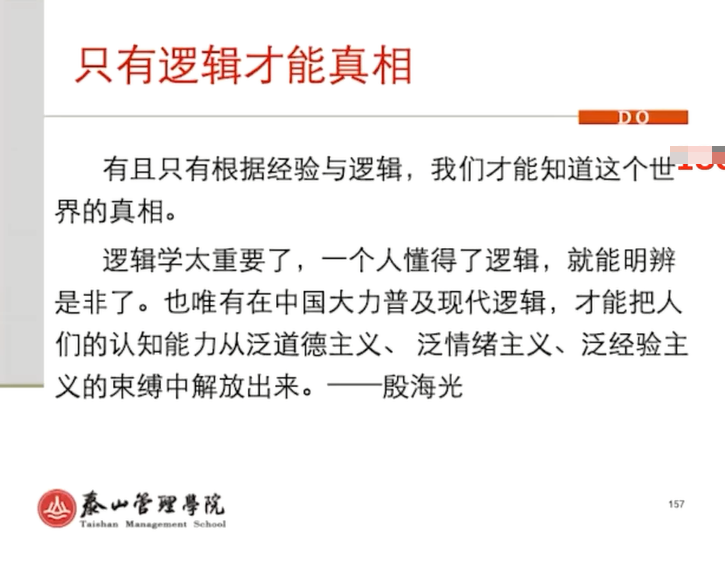 只有逻辑才能真相
DO
有且只有根据经验与逻辑，我们才能知道这个世
界的真相。
逻辑学太重要了，一个人懂得了逻辑，就能明辨
是非了。也唯有在中国大力普及现代逻辑，才能把人
们的认知能力从泛道德主义、 泛情绪主义、泛经验主
义的束缚中解放出来。——殷海光
泰山管理學院
Taishan Management School
157